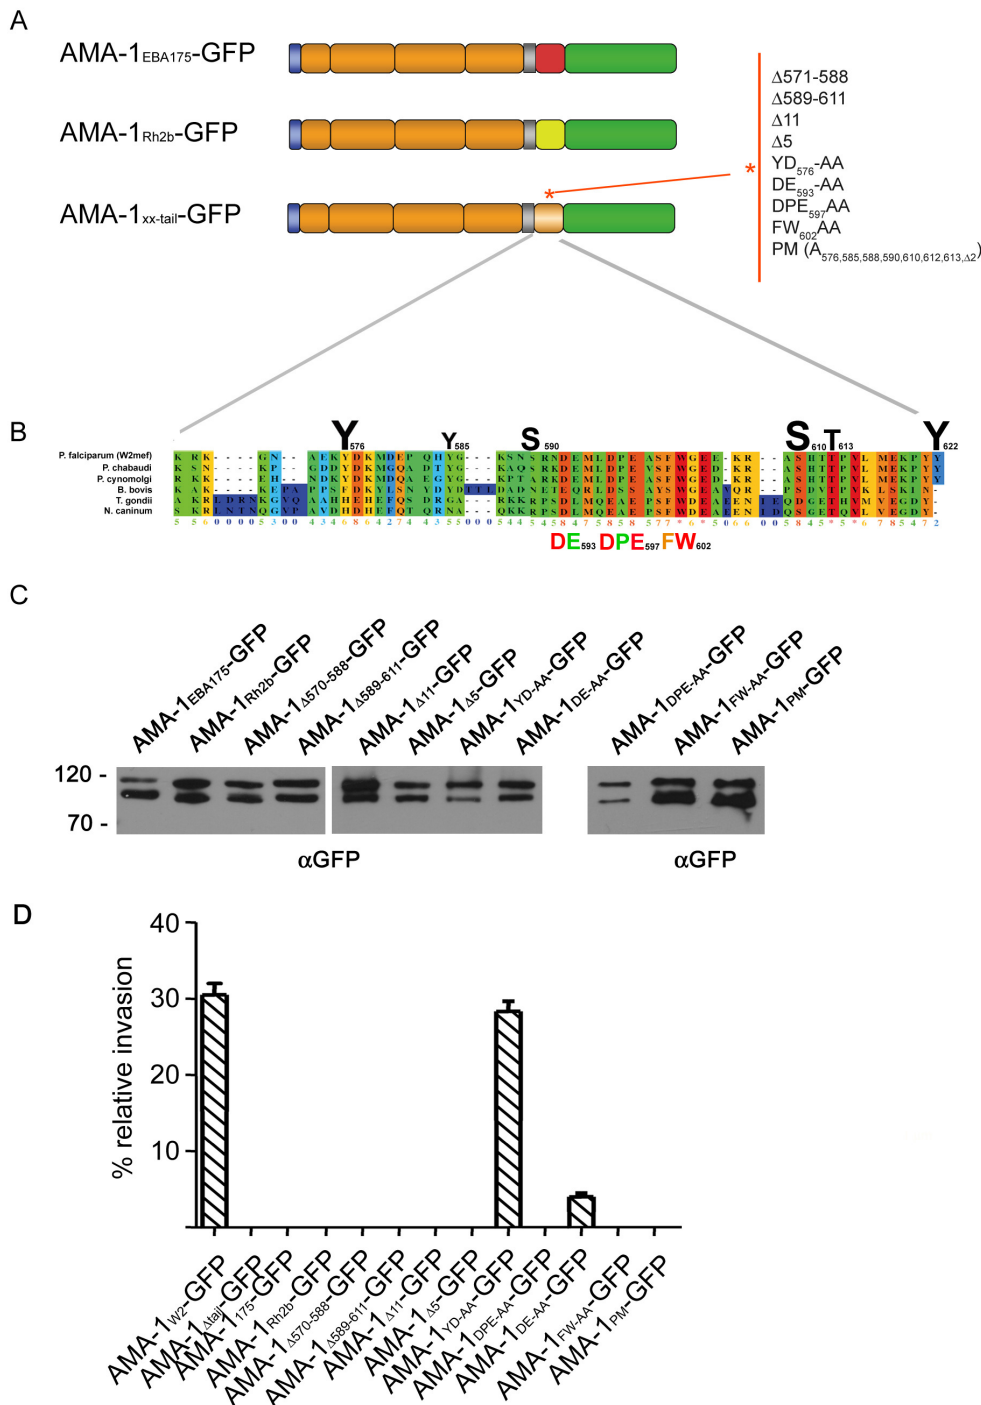 A
AMA-1EBA175-GFP
AMA-1Rh2b-GFP
AMA-1xx-tail-GFP
*
*
Δ571-588
Δ589-611
Δ11
Δ5
YD576-AA
DE593-AA
DPE597AA
FW602AA
PM (A576,585,588,590,610,612,613,Δ2)
B
Y576 Y585 S590 S610 T613 Y622
P. falciparum (W2mef)
P. chabaudi
P. cynomolgi
B. bovis
T. gondii
N. caninum
DE593 DPE597 FW602
C
AMA-1EBA175-GFP
AMA-1Rh2b-GFP
AMA-1Δ570-588-GFP
AMA-1Δ589-611-GFP
AMA-1Δ11-GFP
AMA-1Δ5-GFP
AMA-1YD-AA-GFP
AMA-1DE-AA-GFP
AMA-1DPE-AA-GFP
AMA-1FW-AA-GFP
AMA-1PM-GFP
120 -
70 -
αGFP
αGFP
D
% relative invasion
40
30
20
10
AMA-1W2-GFP
AMA-1Δtail-GFP
AMA-1175-GFP
AMA-1Rh2b-GFP
AMA-1Δ570-588-GFP
AMA-1Δ589-611-GFP
AMA-1Δ11-GFP
AMA-1Δ5-GFP
AMA-1YD-AA-GFP
AMA-1DPE-AA-GFP
AMA-1DE-AA-GFP
AMA-1FW-AA-GFP
AMA-1PM-GFP